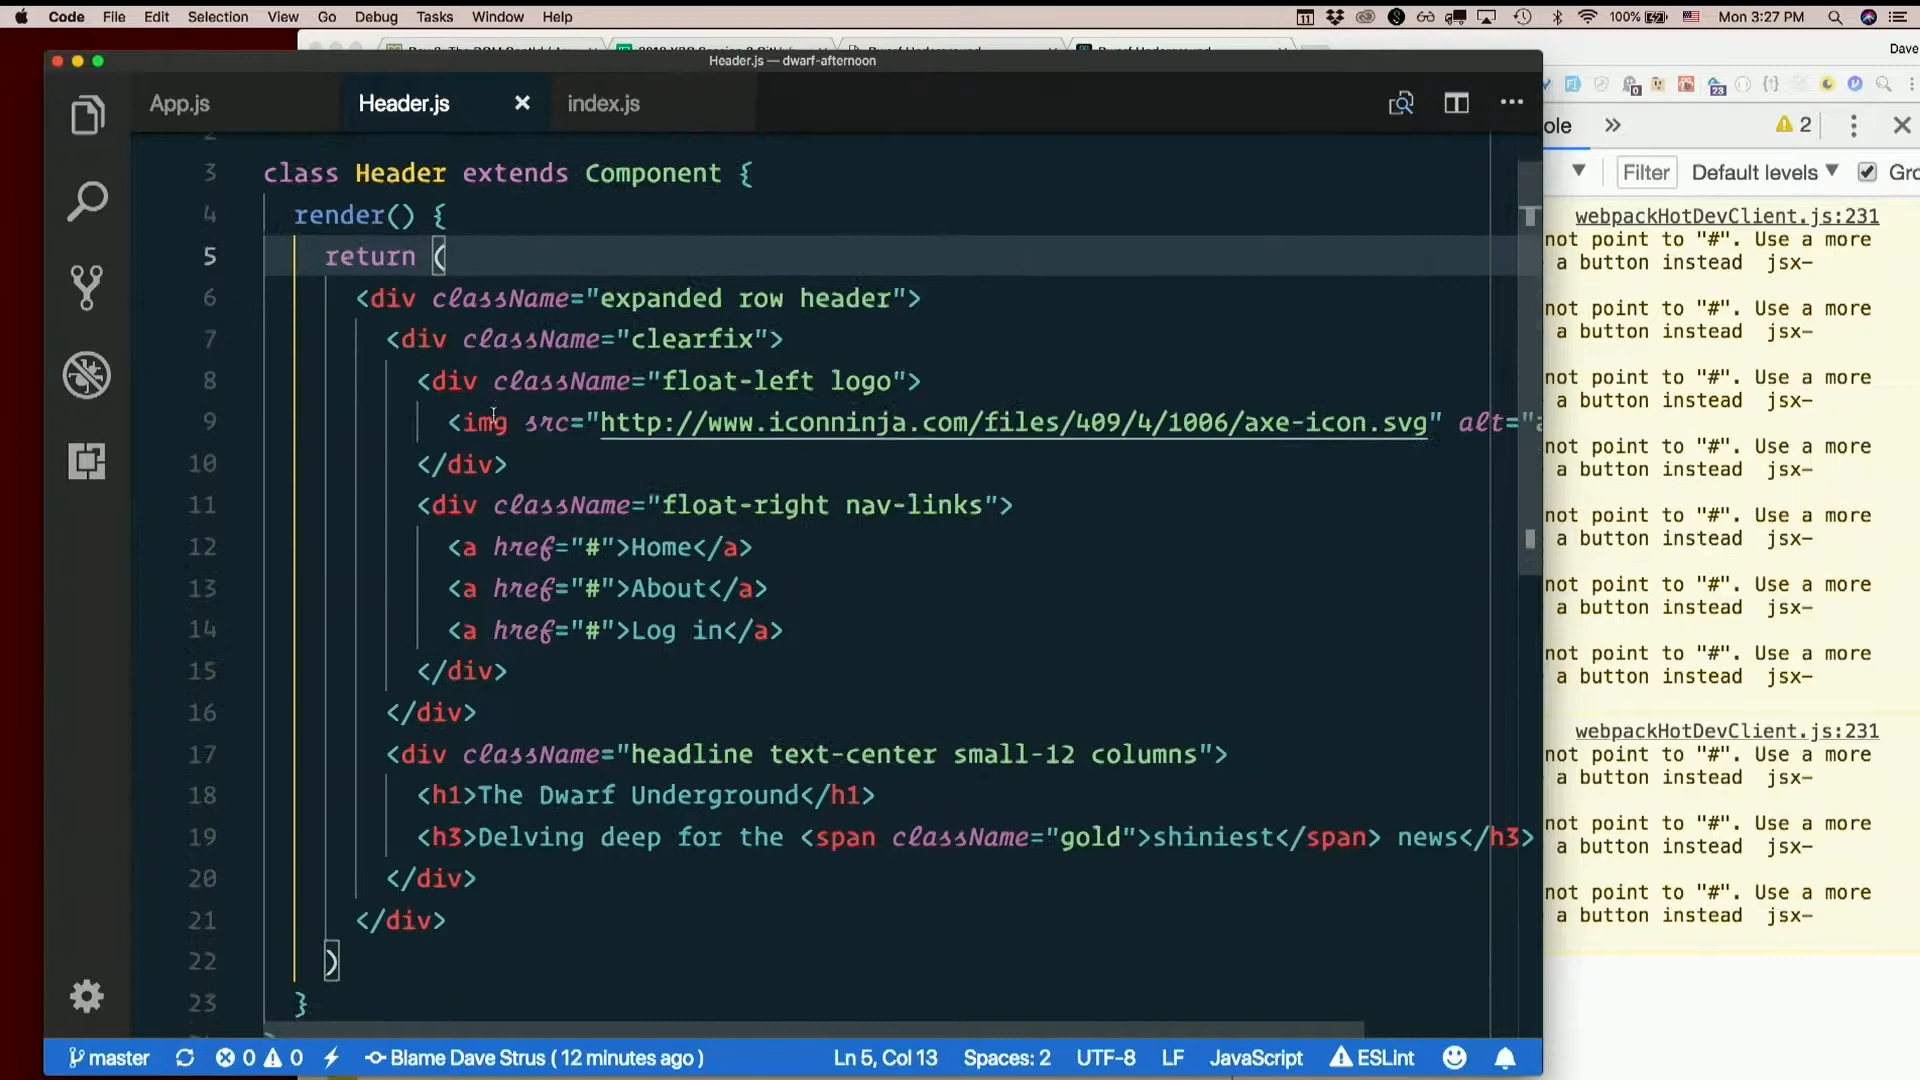 Code File Edit Selection View Go Debug Tasks Window Help 11 100% Mon 3:27 PM
Dave
Header.js — dwarf-afternoon
App.js Header.js index.js
ole 2
Filter Default levels Gro
3 class Header extends Component {
4 render() {
5 return (
6 <div className="expanded row header">
7 <div className="clearfix">
8 <div className="float-left logo">
9 <img src="http://www.iconninja.com/files/409/4/1006/axe-icon.svg" alt="a
10 </div>
11 <div className="float-right nav-links">
12 <a href="#">Home</a>
13 <a href="#">About</a>
14 <a href="#">Log in</a>
15 </div>
16 </div>
17 <div className="headline text-center small-12 columns">
18 <h1>The Dwarf Underground</h1>
19 <h3>Delving deep for the <span className="gold">shiniest</span> news</h3>
20 </div>
21 </div>
22 )
23 }
webpackHotDevClient.js:231
not point to "#". Use a more
a button instead jsx-
not point to "#". Use a more
a button instead jsx-
not point to "#". Use a more
a button instead jsx-
not point to "#". Use a more
a button instead jsx-
not point to "#". Use a more
a button instead jsx-
not point to "#". Use a more
a button instead jsx-
not point to "#". Use a more
a button instead jsx-
webpackHotDevClient.js:231
not point to "#". Use a more
a button instead jsx-
not point to "#". Use a more
a button instead jsx-
not point to "#". Use a more
a button instead jsx-
master 0 0 Blame Dave Strus ( 12 minutes ago ) Ln 5, Col 13 Spaces: 2 UTF-8 LF JavaScript ESLint